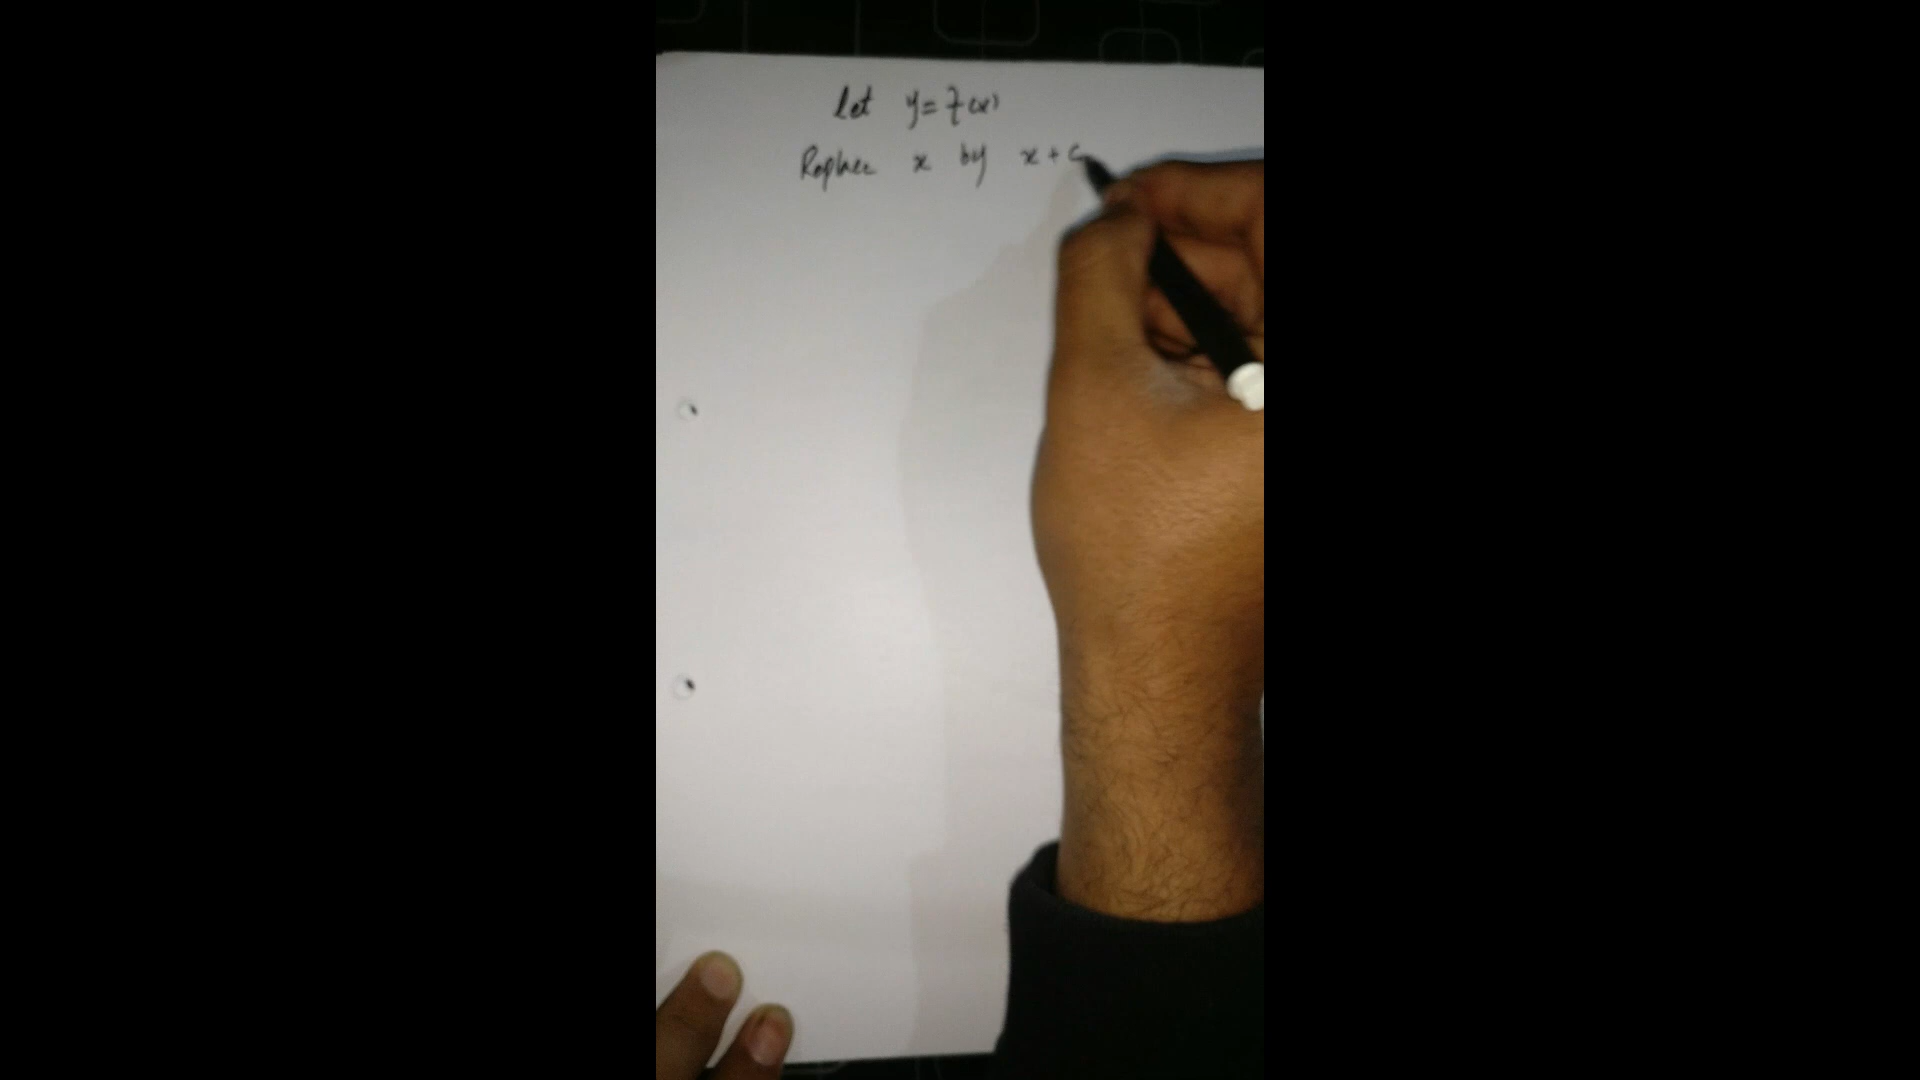 let y = f(x)
Replace x by x + c